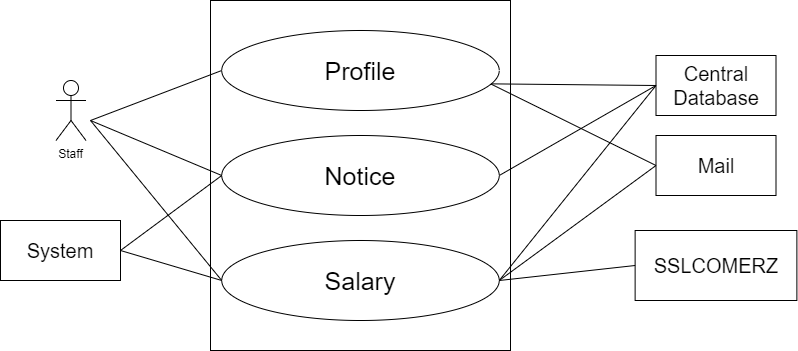 Profile
Central
Database
Staff
Notice
Mail
System
Salary
SSLCOMERZ